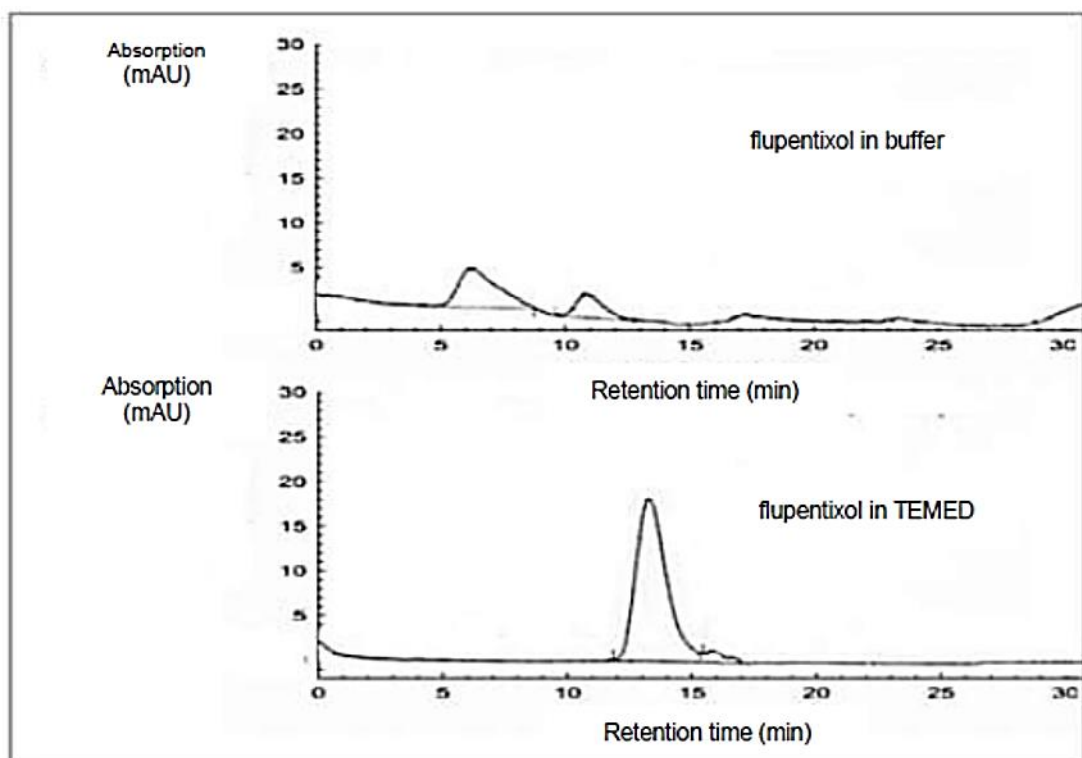 Absorption
(mAU)
30
25
20
15
10
5
flupentixol in buffer
0 5 10 15 20 25 30
Retention time (min)
Absorption
(mAU)
30
25
20
15
10
5
flupentixol in TEMED
0 5 10 15 20 25 30
Retention time (min)